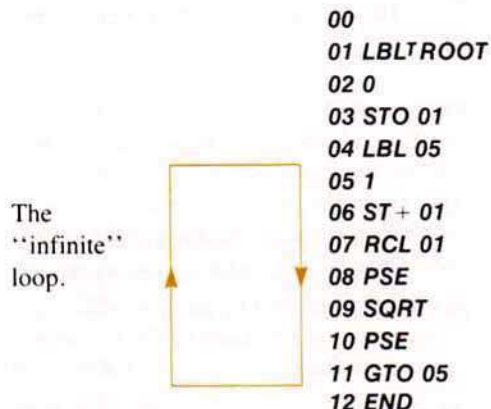 00
01 LBLᵀROOT
02 0
03 STO 01
04 LBL 05
05 1
The
06 ST + 01
‘‘infinite’’
07 RCL 01
loop.
08 PSE
09 SQRT
10 PSE
11 GTO 05
12 END